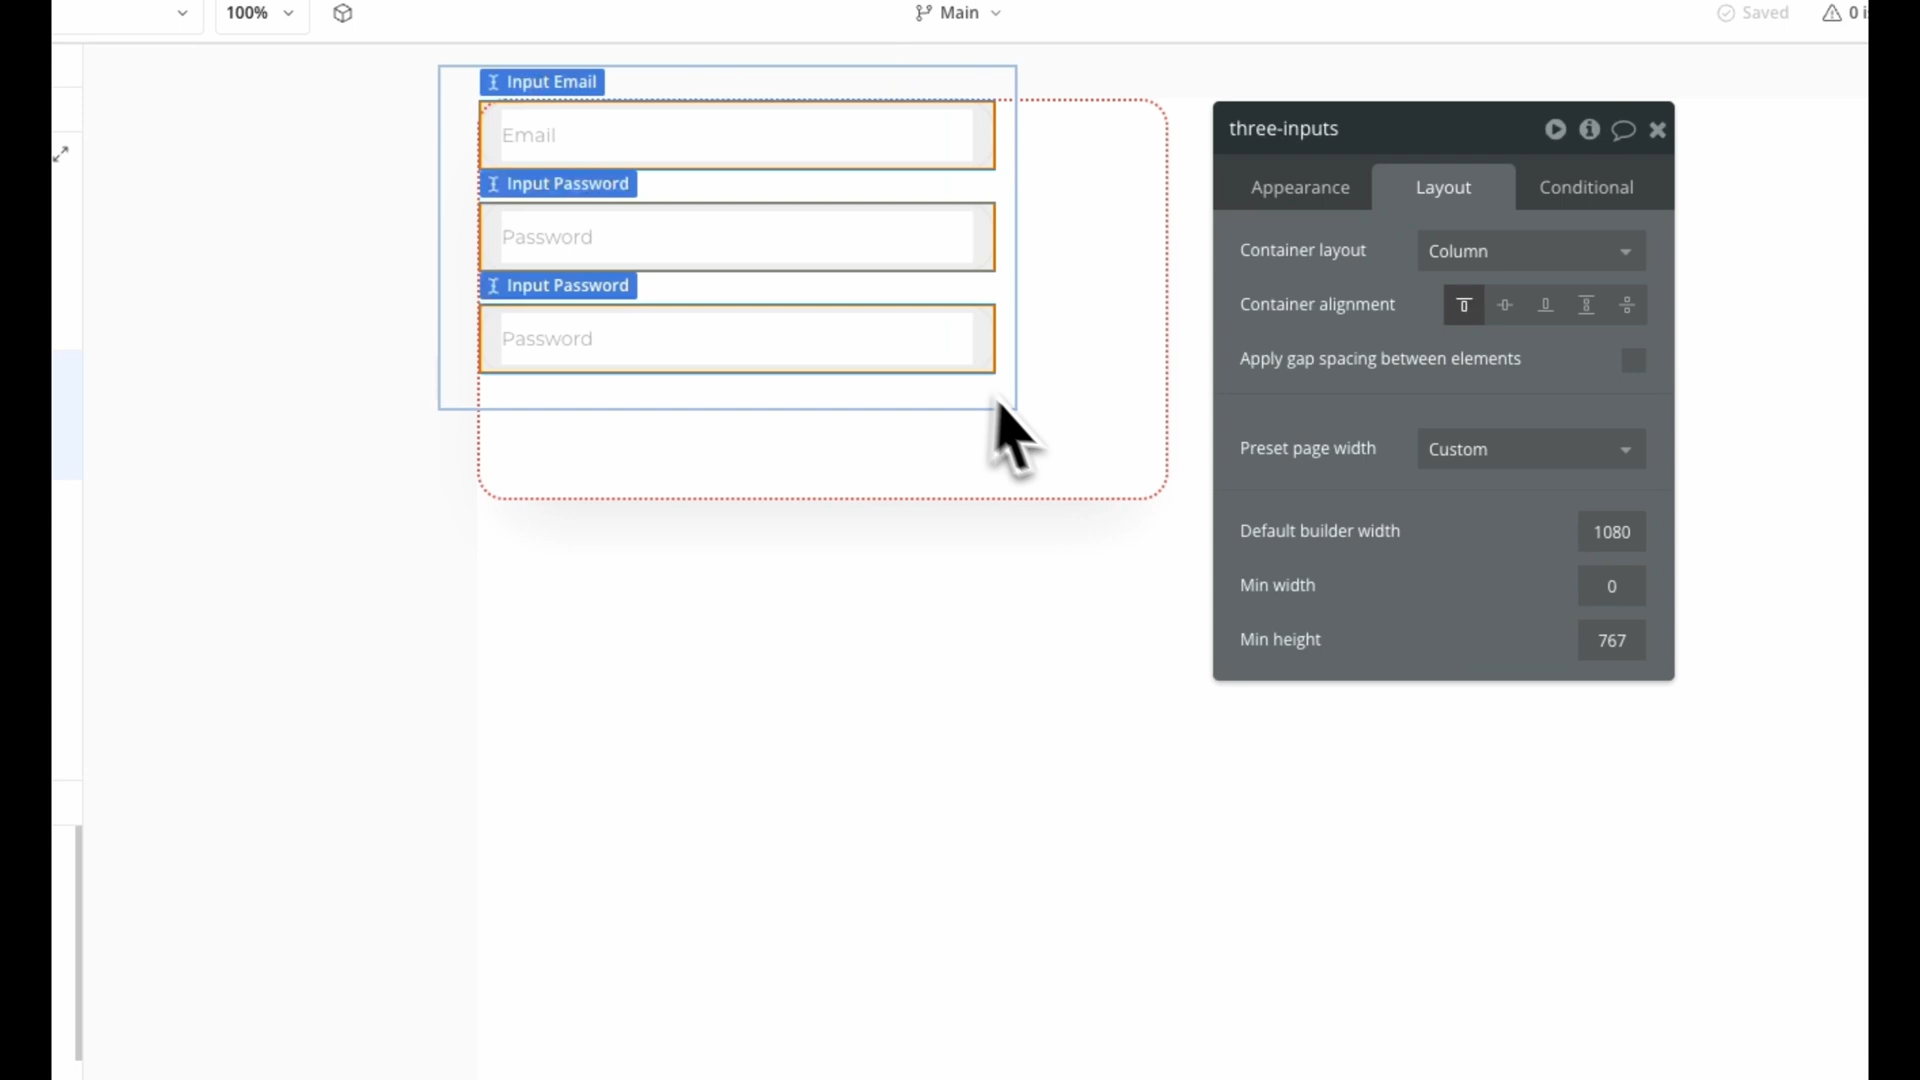 100%
Main
Saved
0 i
Input Email
Email
Input Password
Password
Input Password
Password
three-inputs
Appearance
Layout
Conditional
Container layout
Column
Container alignment
Apply gap spacing between elements
Preset page width
Custom
Default builder width
1080
Min width
0
Min height
767